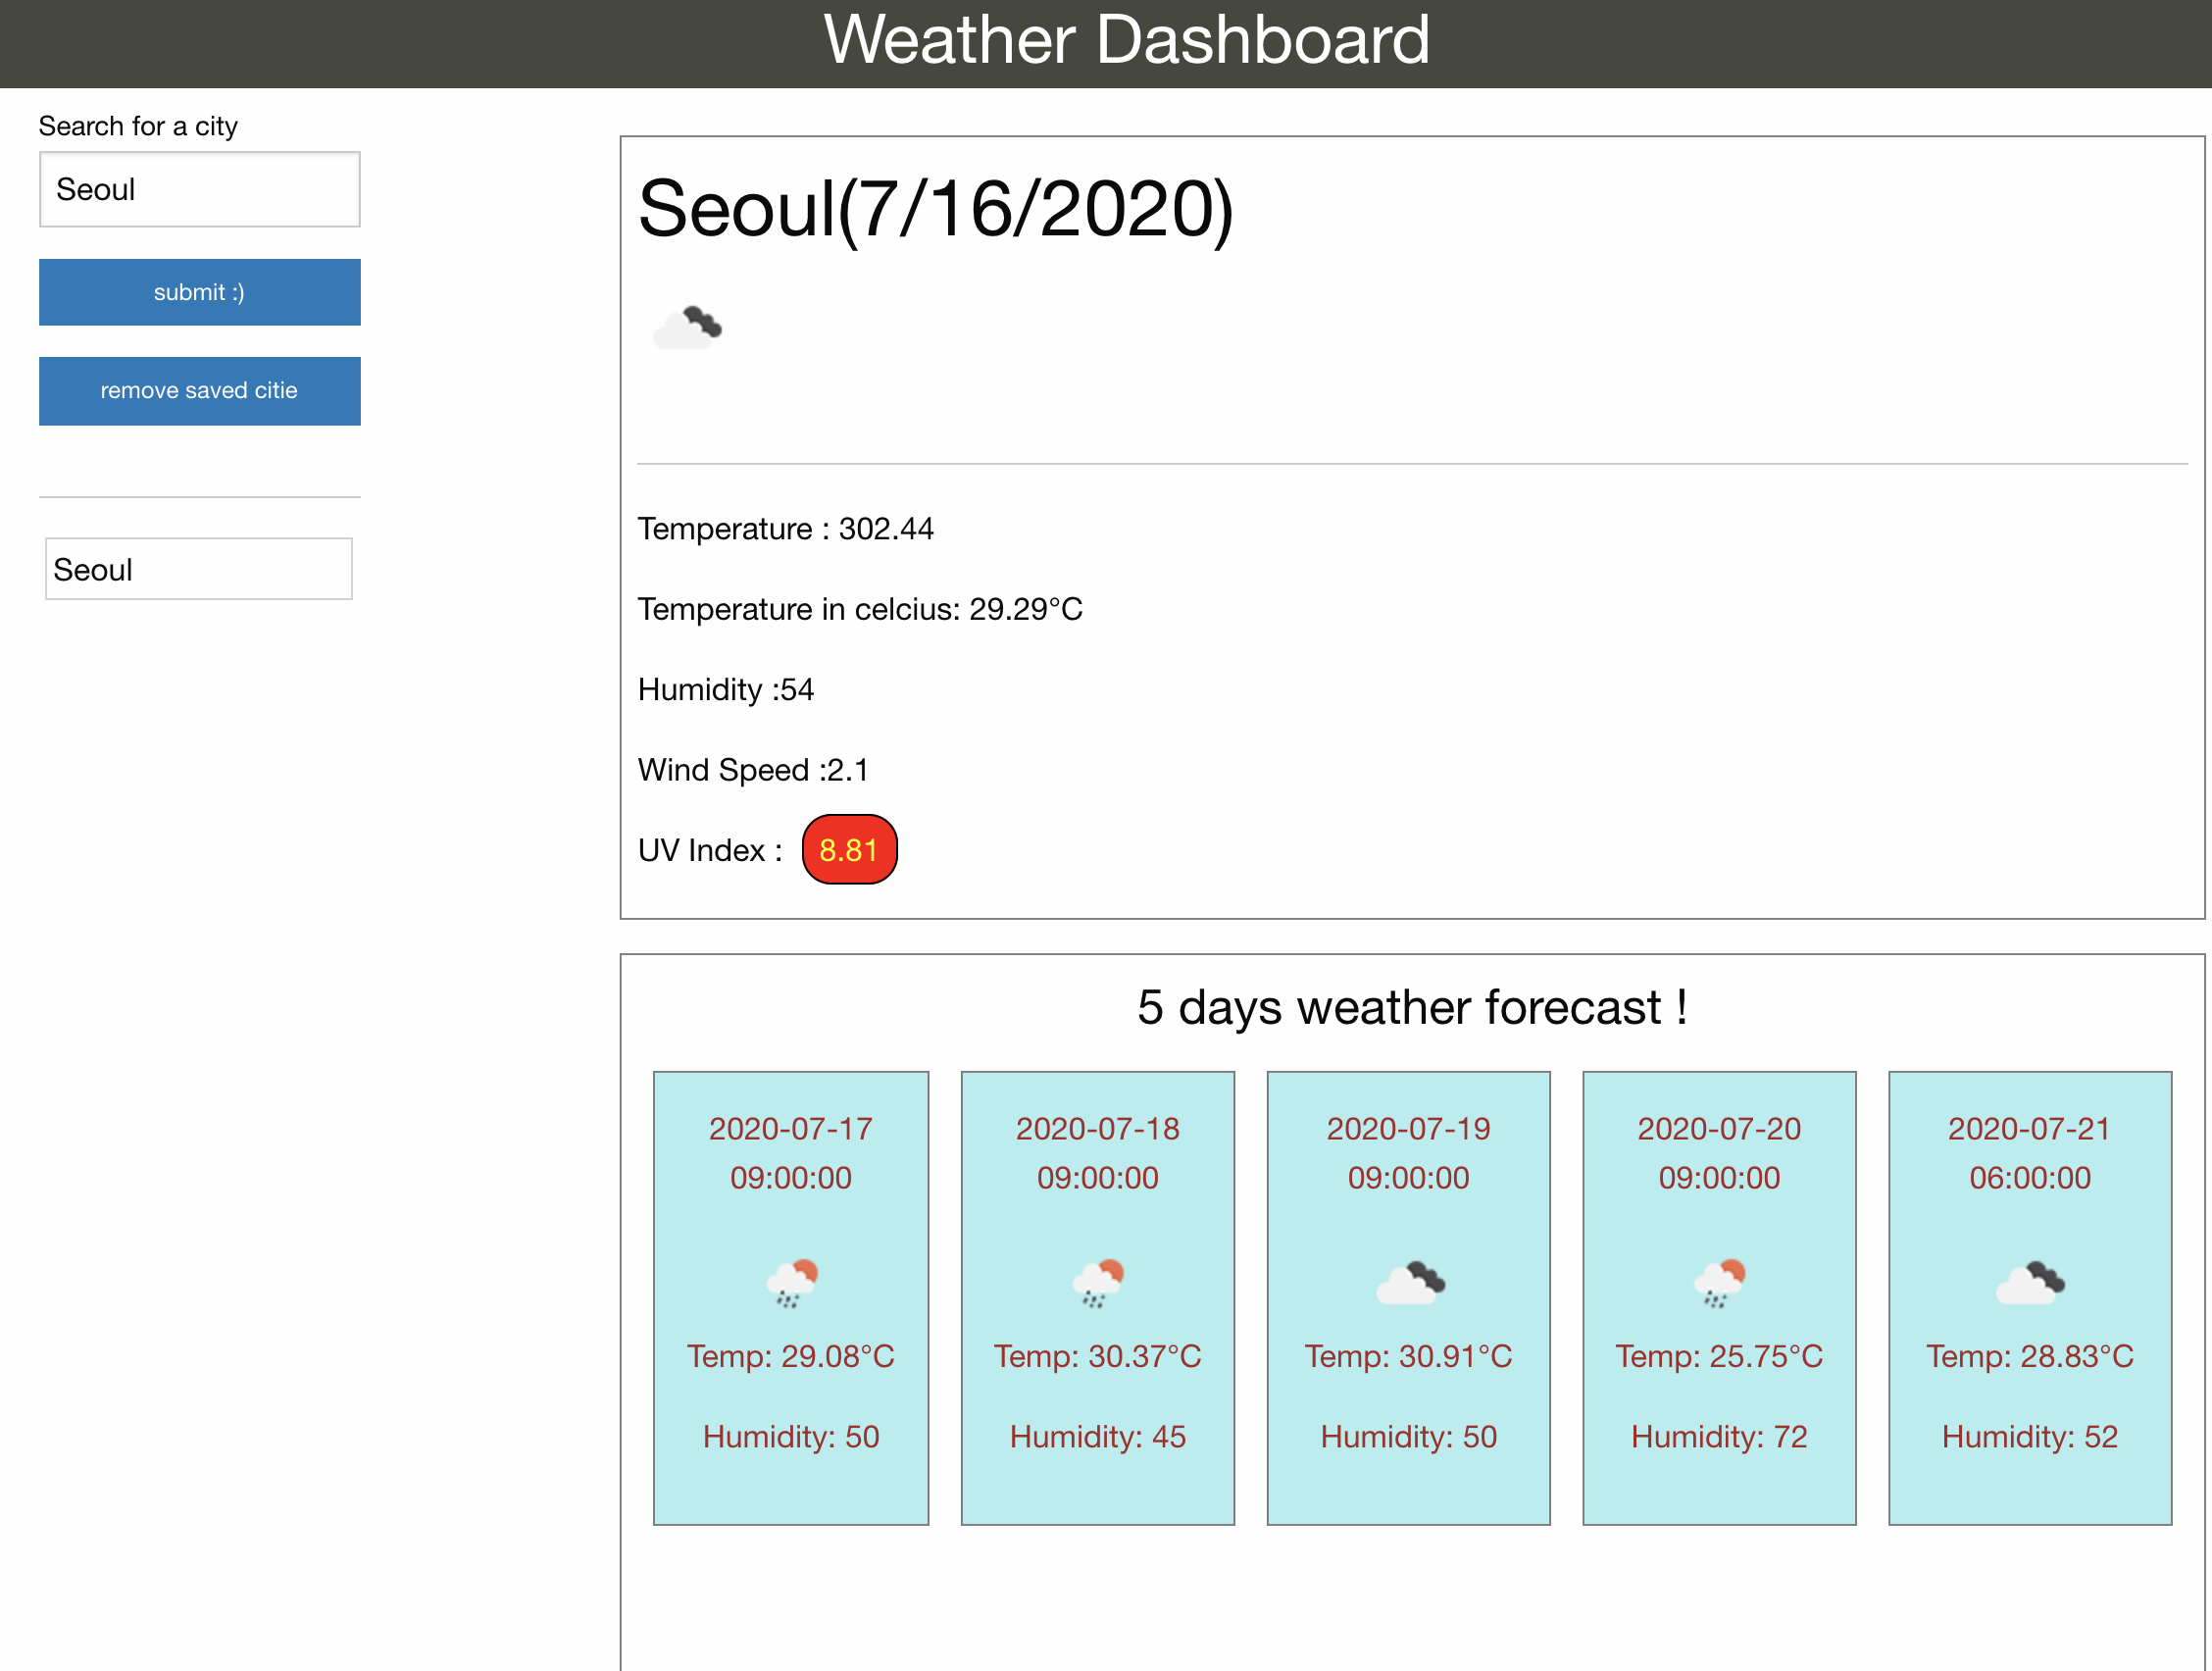 Weather Dashboard
Search for a city
Seoul
submit :)
remove saved citie
Seoul
Seoul(7/16/2020)
Temperature : 302.44
Temperature in celcius: 29.29°C
Humidity :54
Wind Speed :2.1
UV Index : 8.81
5 days weather forecast !
2020-07-17
09:00:00
Temp: 29.08°C
Humidity: 50
2020-07-18
09:00:00
Temp: 30.37°C
Humidity: 45
2020-07-19
09:00:00
Temp: 30.91°C
Humidity: 50
2020-07-20
09:00:00
Temp: 25.75°C
Humidity: 72
2020-07-21
06:00:00
Temp: 28.83°C
Humidity: 52